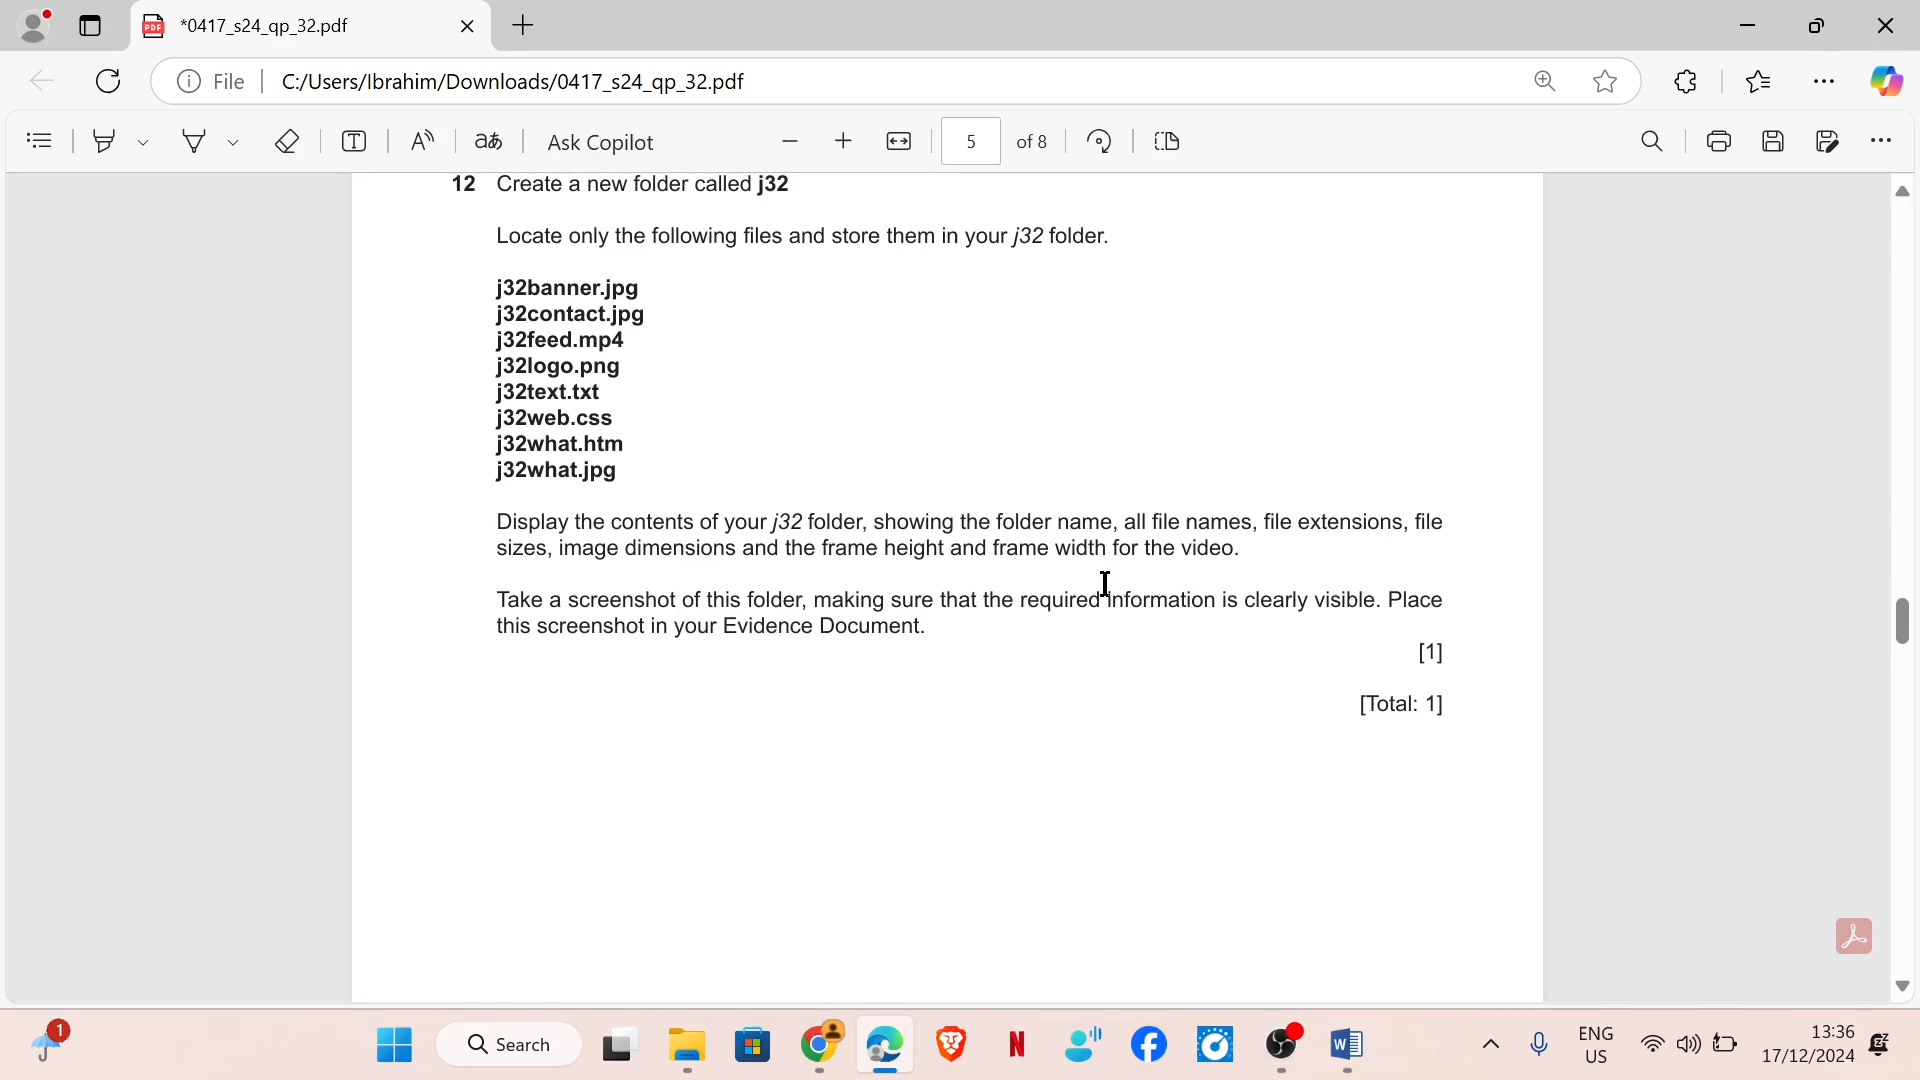 *0417_s24_qp_32.pdf
File
C:/Users/Ibrahim/Downloads/0417_s24_qp_32.pdf
aあ
Ask Copilot
5
of 8
12 Create a new folder called j32
Locate only the following files and store them in your j32 folder.
j32banner.jpg
j32contact.jpg
j32feed.mp4
j32logo.png
j32text.txt
j32web.css
j32what.htm
j32what.jpg
Display the contents of your j32 folder, showing the folder name, all file names, file extensions, file
sizes, image dimensions and the frame height and frame width for the video.
Take a screenshot of this folder, making sure that the required information is clearly visible. Place
this screenshot in your Evidence Document.
[1]
[Total: 1]
1
Search
ENG
US
13:36
17/12/2024